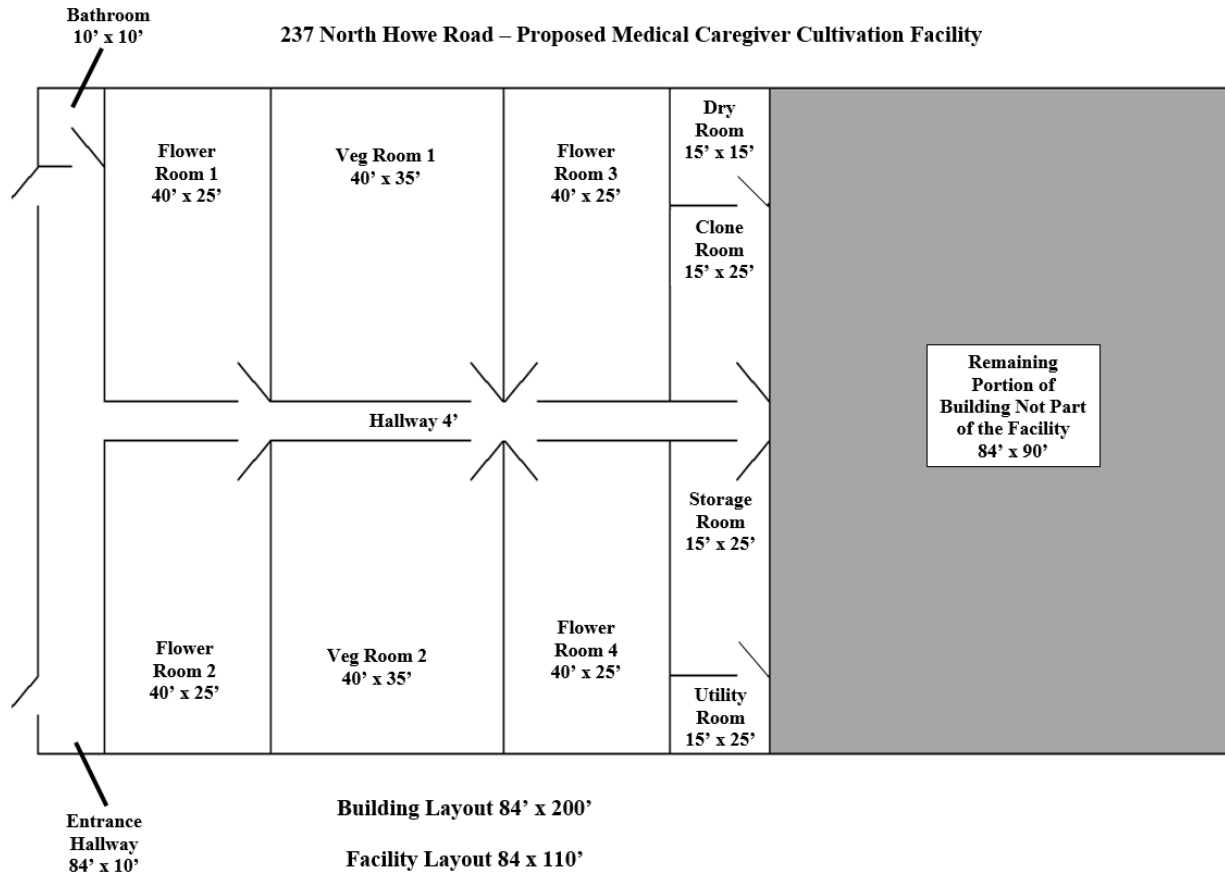 Bathroom
10’ x 10’
237 North Howe Road – Proposed Medical Caregiver Cultivation Facility
Flower
Room 1
40’ x 25’
Veg Room 1
40’ x 35’
Flower
Room 3
40’ x 25’
Dry
Room
15’ x 15’
Clone
Room
15’ x 25’
Remaining
Portion of
Building Not Part
of the Facility
84’ x 90’
Hallway 4’
Flower
Room 2
40’ x 25’
Veg Room 2
40’ x 35’
Flower
Room 4
40’ x 25’
Storage
Room
15’ x 25’
Utility
Room
15’ x 25’
Entrance
Hallway
84’ x 10’
Building Layout 84’ x 200’
Facility Layout 84 x 110’